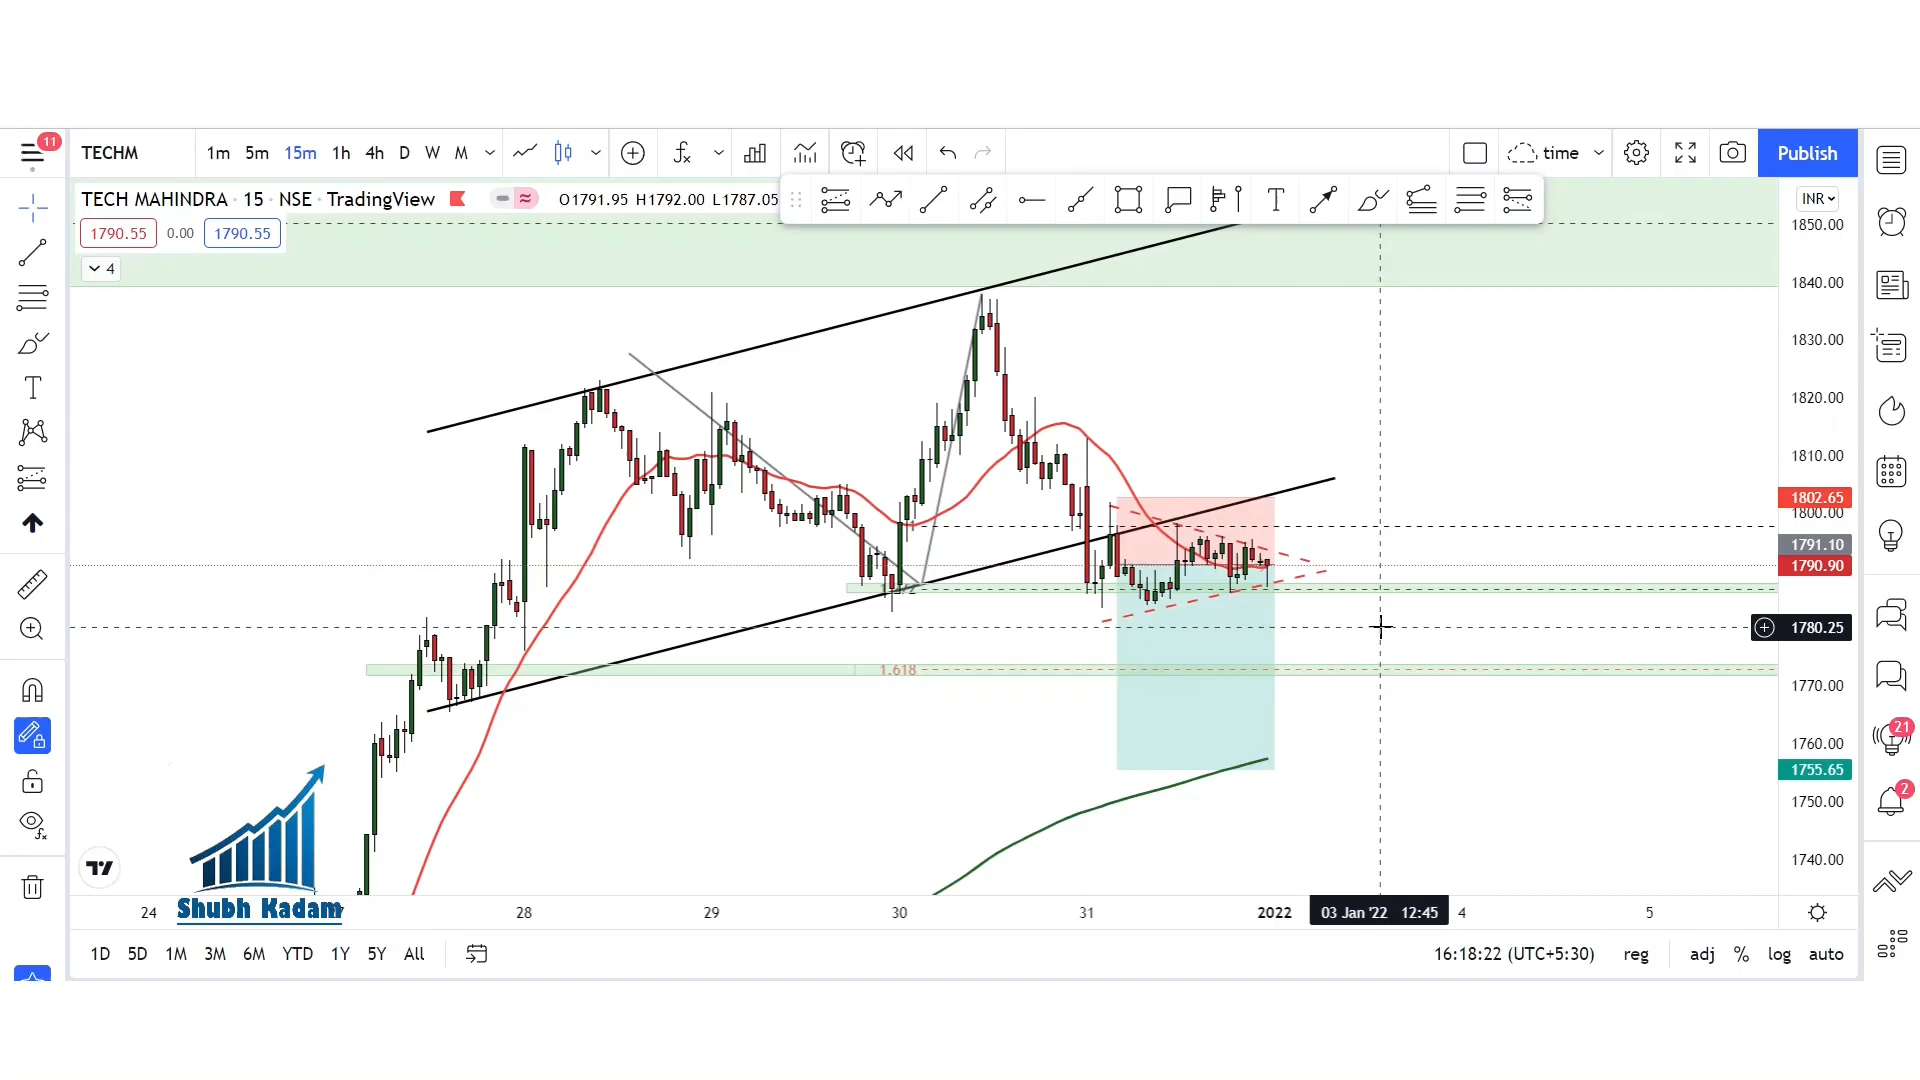 11
TECHM
1m 5m 15m 1h 4h D W M
time
Publish
TECH MAHINDRA · 15 · NSE · TradingView
O1791.95 H1792.00 L1787.05
INR
1790.55 0.00 1790.55
4
1850.00
1840.00
1830.00
1820.00
1810.00
1802.65
1800.00
1791.10
1790.90
1780.25
1.618
1770.00
21
1760.00
1755.65
2
1750.00
1740.00
Shubh Kadam
24 28 29 30 31 2022 03 Jan '22 12:45 4 5
1D 5D 1M 3M 6M YTD 1Y 5Y All
16:18:22 (UTC+5:30) reg adj % log auto